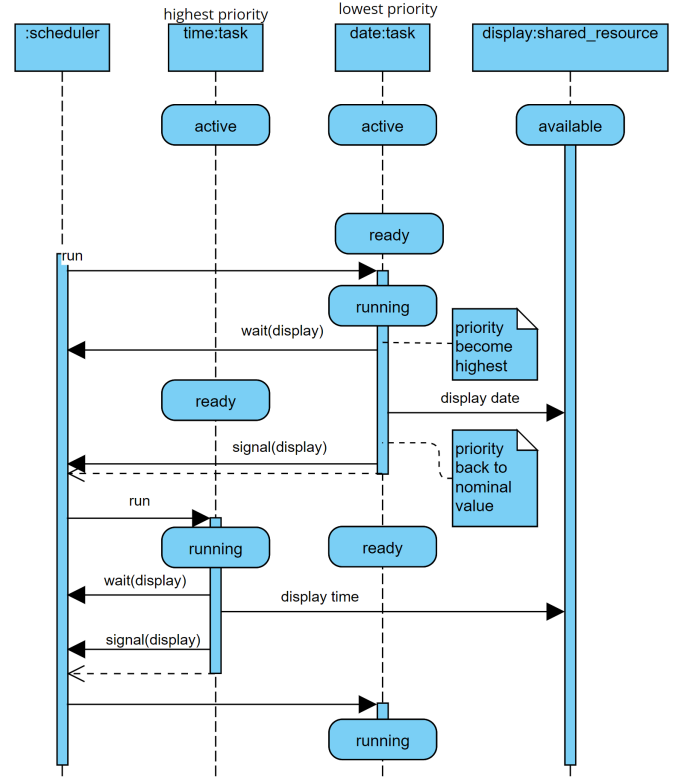 highest priority
lowest priority
:scheduler
time:task
date:task
display:shared_resource
active
active
available
ready
run
running
wait(display)
priority
become
highest
ready
display date
signal(display)
priority
back to
nominal
value
run
running
ready
wait(display)
display time
signal(display)
running